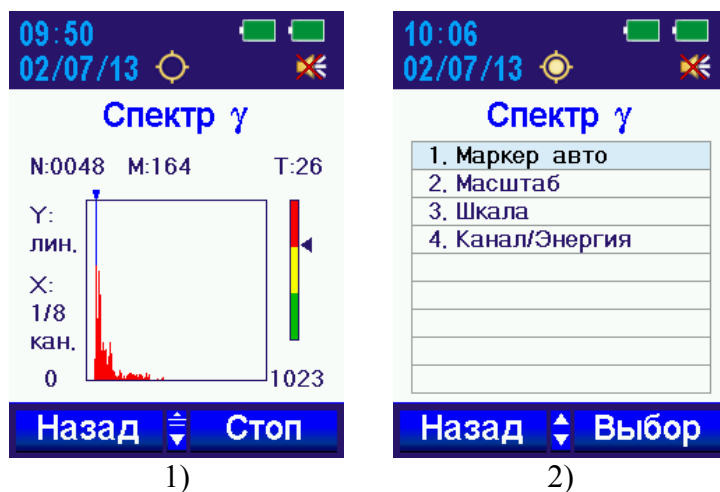 09:50
02/07/13
Спектр γ
N:0048 M:164 T:26
Y:
лин.
X:
1/8
кан.
0 1023
Назад Стоп
1)
10:06
02/07/13
Спектр γ
1. Маркер авто
2. Масштаб
3. Шкала
4. Канал/Энергия
Назад Выбор
2)